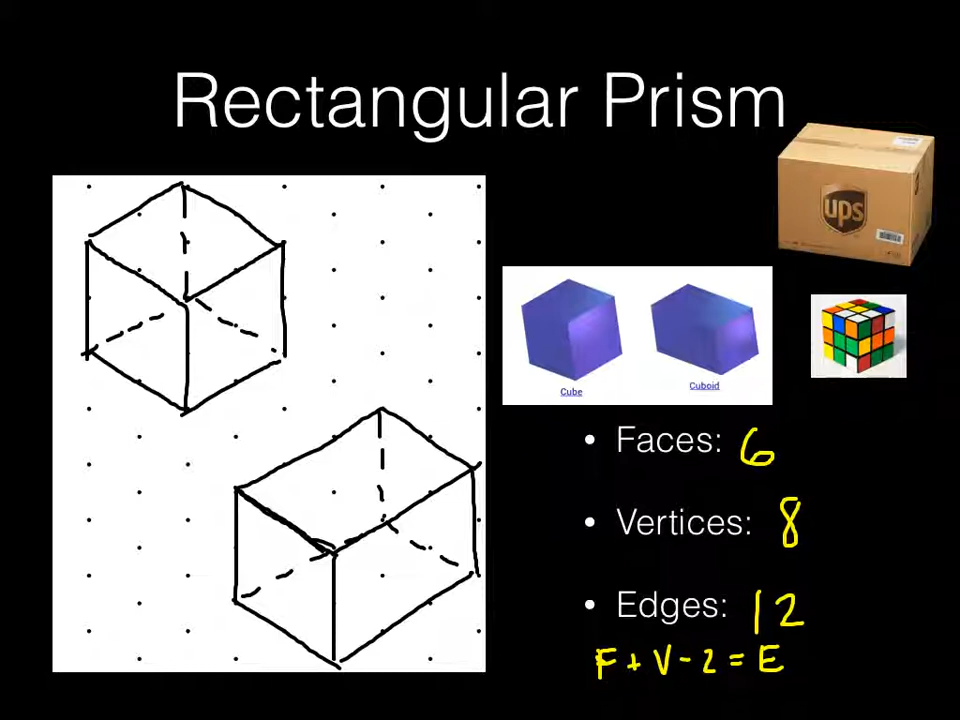 Rectangular Prism
ups
Cube
Cuboid
• Faces: 6
• Vertices: 8
• Edges: 12
F + V - 2 = E